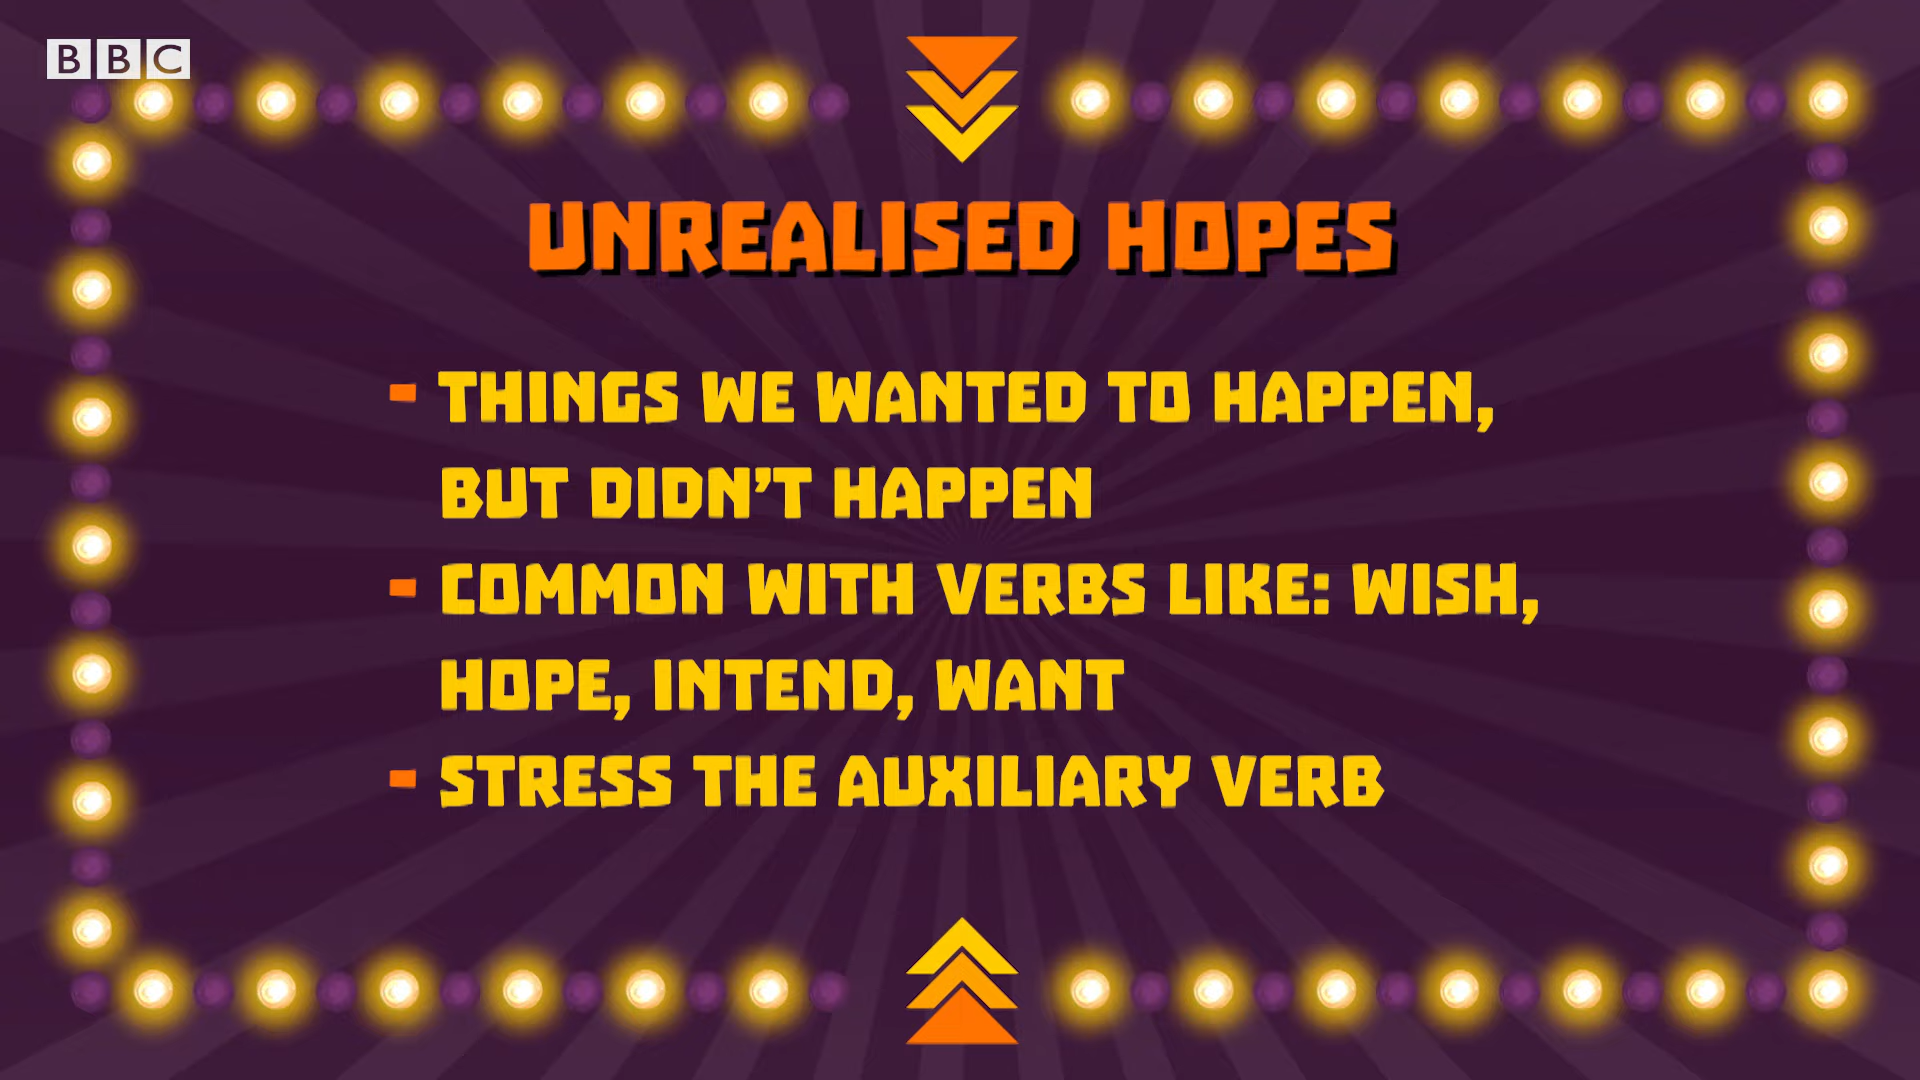 BBC
UNREALISED HOPES
- THINGS WE WANTED TO HAPPEN,
BUT DIDN'T HAPPEN
- COMMON WITH VERBS LIKE: WISH,
HOPE, INTEND, WANT
- STRESS THE AUXILIARY VERB